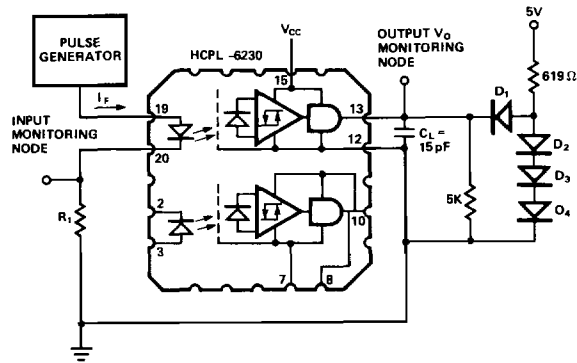 PULSE
GENERATOR
HCPL -6230
VCC
OUTPUT VO
MONITORING
NODE
5V
619Ω
15
IF
19
13
D1
INPUT
MONITORING
NODE
20
12
CL =
15pF
D2
D3
O4
R1
2
3
10
5K
7
8